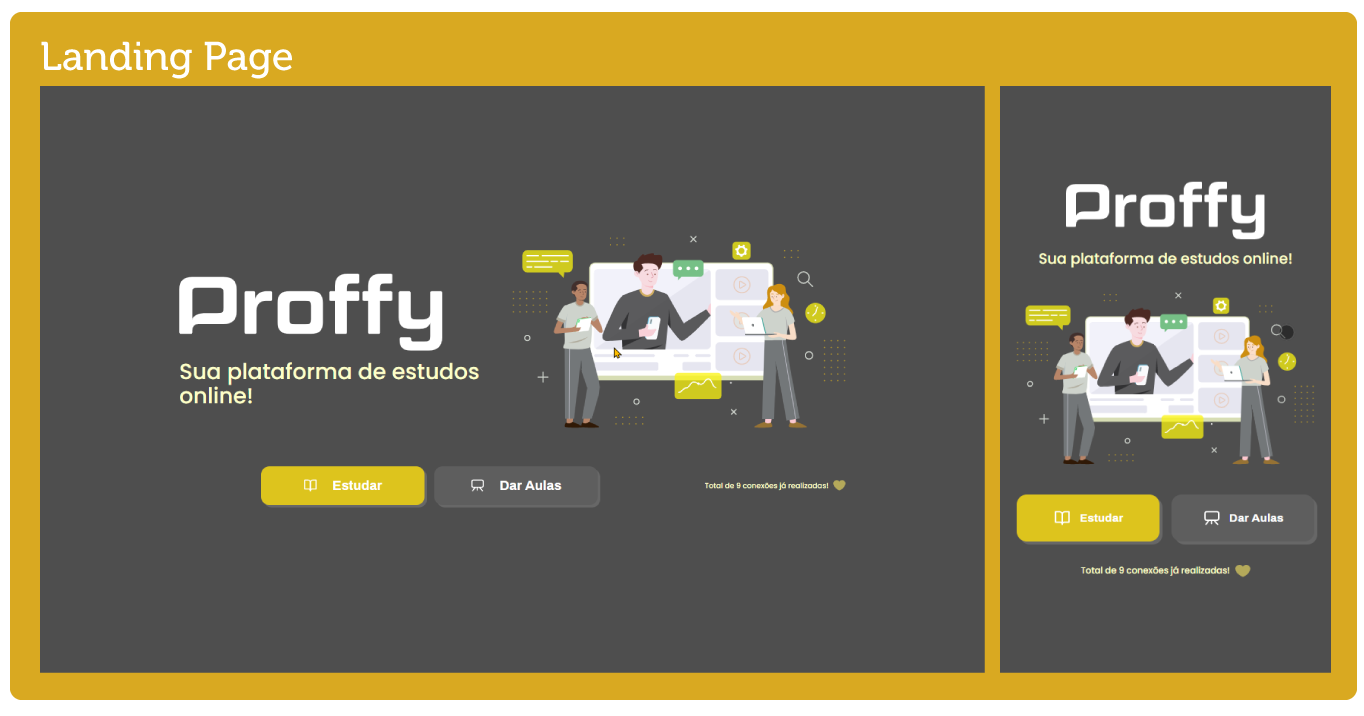 Landing Page
Proffy
Sua plataforma de estudos
online!
Estudar
Dar Aulas
Total de 9 conexões já realizadas!
Proffy
Sua plataforma de estudos online!
Estudar
Dar Aulas
Total de 9 conexões já realizadas!